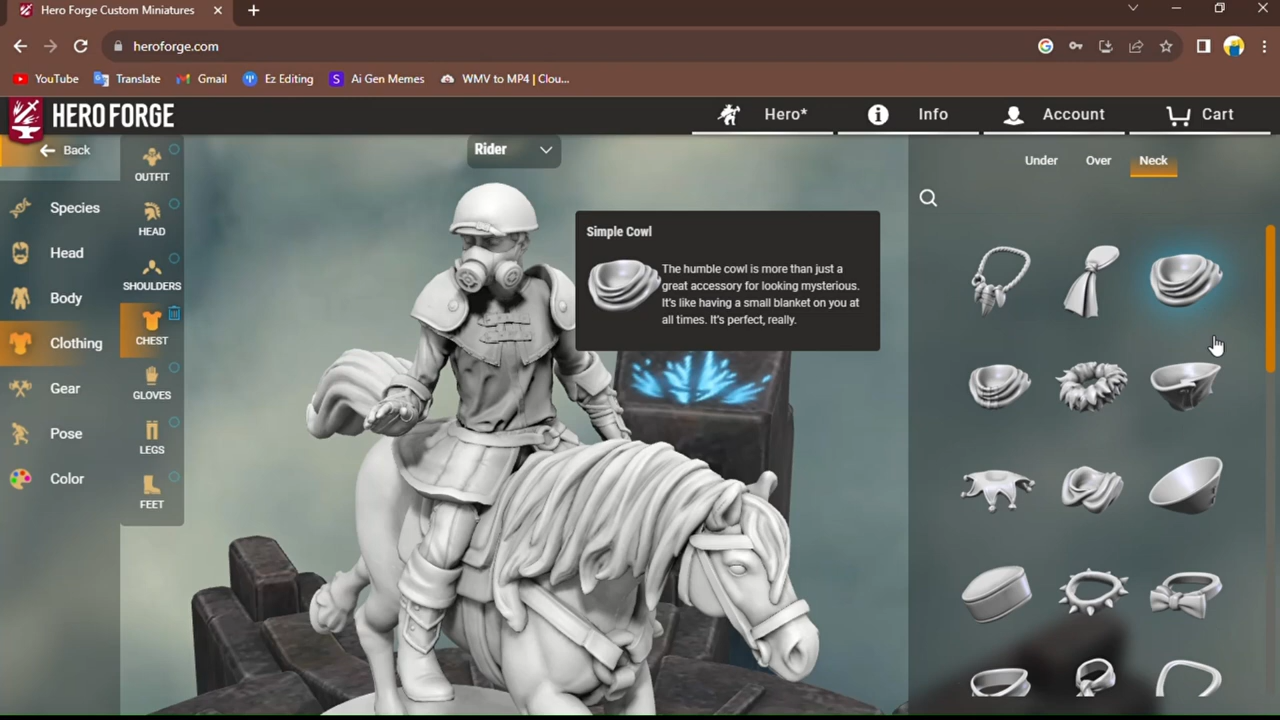 Hero Forge Custom Miniatures
heroforge.com
YouTube Translate Gmail Ez Editing Ai Gen Memes WMV to MP4 | Clou...
HERO FORGE Hero* Info Account Cart
Back
Species
Head
Body
Clothing
Gear
Pose
Color
OUTFIT
HEAD
SHOULDERS
CHEST
GLOVES
LEGS
FEET
Rider
Simple Cowl
The humble cowl is more than just a
great accessory for looking mysterious.
It's like having a small blanket on you at
all times. It's perfect, really.
Under Over Neck